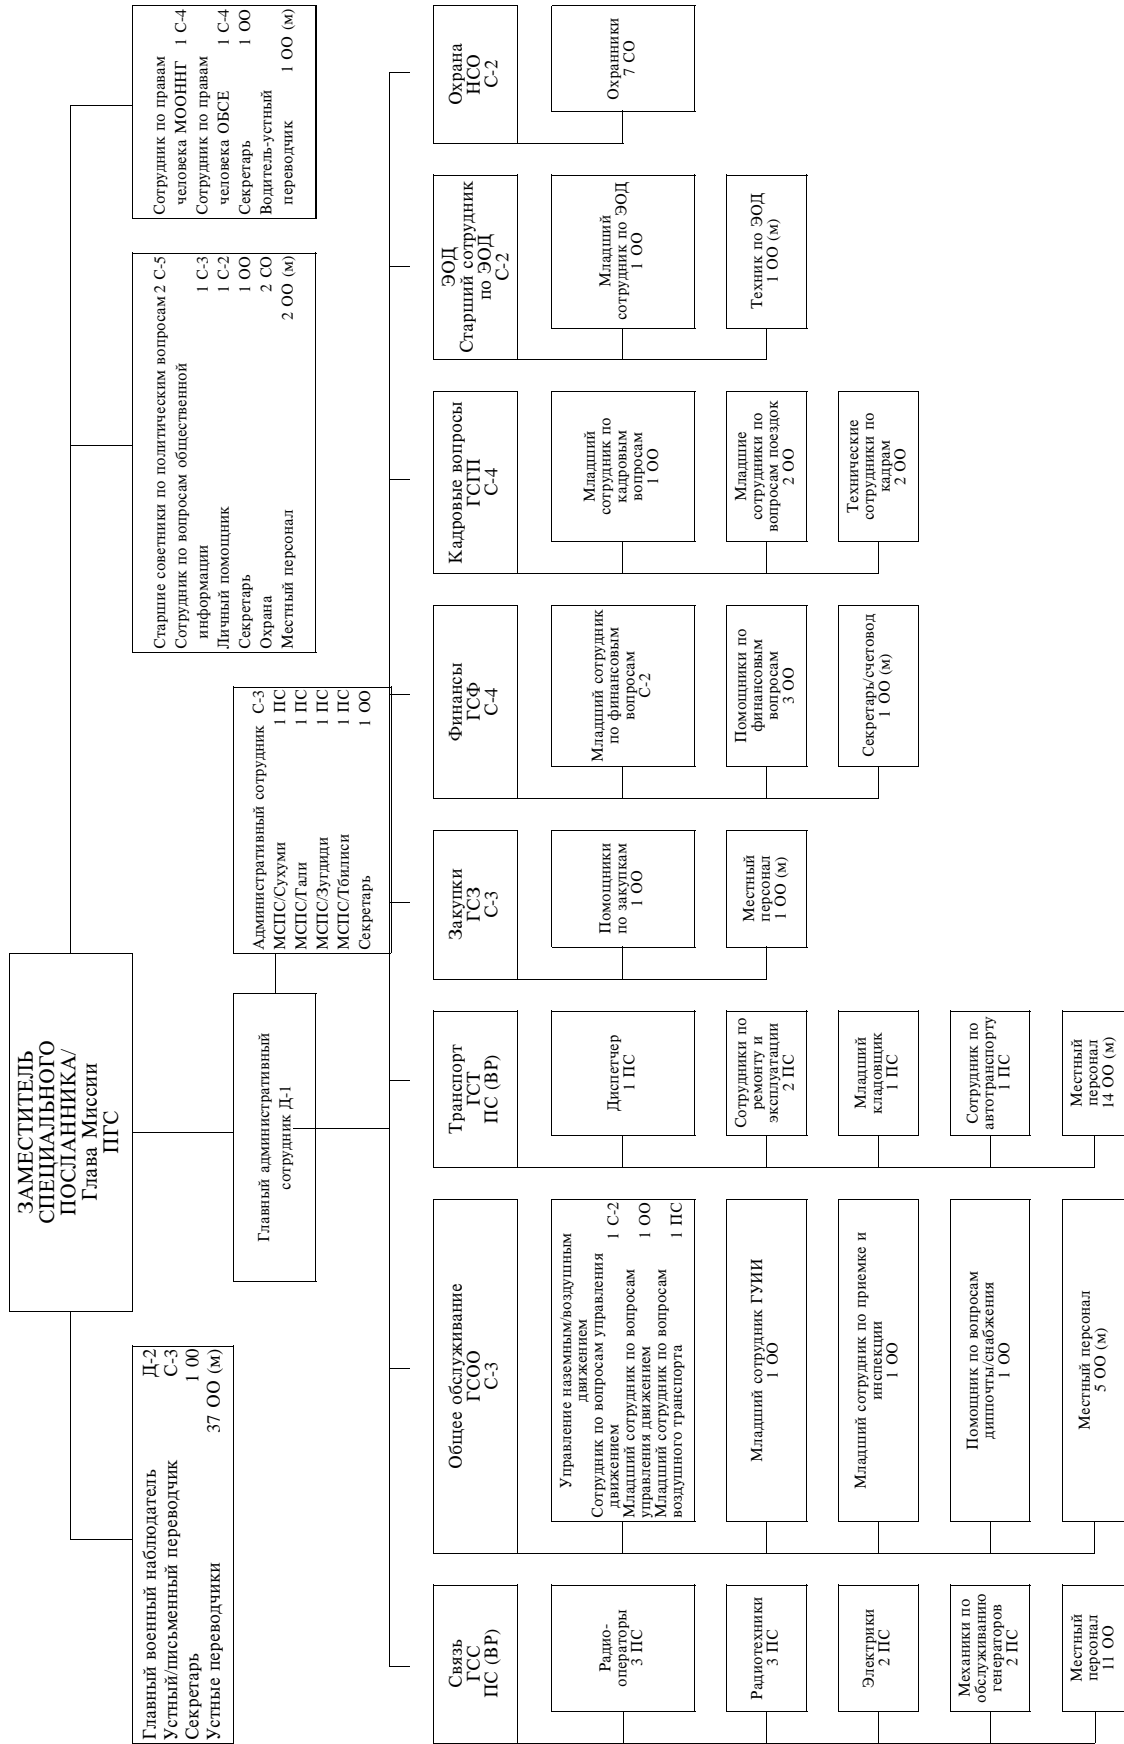 ЗАМЕСТИТЕЛЬ
СПЕЦИАЛЬНОГО
ПОСЛАННИКА/
Глава Миссии
ПГС
Главный военный наблюдатель Д-2
Устный/письменный переводчик С-3
Секретарь 1 00
Устные переводчики 37 ОО (м)
Главный административный
сотрудник Д-1
Административный сотрудник С-3
МСПС/Сухуми 1 ПС
МСПС/Гали 1 ПС
МСПС/Зугдиди 1 ПС
МСПС/Тбилиси 1 ПС
Секретарь 1 ОО
Старшие советники по политическим вопросам 2 С-5
Сотрудник по вопросам общественной
информации 1 С-3
Личный помощник 1 С-2
Секретарь 1 ОО
Охрана 2 СО
Местный персонал 2 ОО (м)
Сотрудник по правам
человека МООННГ 1 С-4
Сотрудник по правам
человека ОБСЕ 1 С-4
Секретарь 1 ОО
Водитель-устный
переводчик 1 ОО (м)
Связь
ГСС
ПС (ВР)
Радио-
операторы
3 ПС
Радиотехники
3 ПС
Электрики
2 ПС
Механики по
обслуживанию
генераторов
2 ПС
Местный
персонал
11 ОО
Общее обслуживание
ГСОО
С-3
Управление наземным/воздушным
движением
Сотрудник по вопросам управления
движением 1 С-2
Младший сотрудник по вопросам
управления движением 1 ОО
Младший сотрудник по вопросам
воздушного транспорта 1 ПС
Младший сотрудник ГУИИ
1 ОО
Младший сотрудник по приемке и
инспекции
1 ОО
Помощник по вопросам
диппочты/снабжения
1 ОО
Местный персонал
5 ОО (м)
Транспорт
ГСТ
ПС (ВР)
Диспетчер
1 ПС
Сотрудники по
ремонту и
эксплуатации
2 ПС
Младший
кладовщик
1 ПС
Сотрудник по
автотранспорту
1 ПС
Местный
персонал
14 ОО (м)
Закупки
ГСЗ
С-3
Помощники
по закупкам
1 ОО
Местный
персонал
1 ОО (м)
Финансы
ГСФ
С-4
Младший сотрудник
по финансовым
вопросам
С-2
Помощники по
финансовым
вопросам
3 ОО
Секретарь/счетовод
1 ОО (м)
Кадровые вопросы
ГСГП
С-4
Младший
сотрудник по
кадровым
вопросам
1 ОО
Младшие
сотрудники по
вопросам поездок
2 ОО
Технические
сотрудники по
кадрам
2 ОО
ЭОД
Старший сотрудник
по ЭОД
С-2
Младший
сотрудник по ЭОД
1 ОО
Техник по ЭОД
1 ОО (м)
Охрана
НСО
С-2
Охранники
7 СО